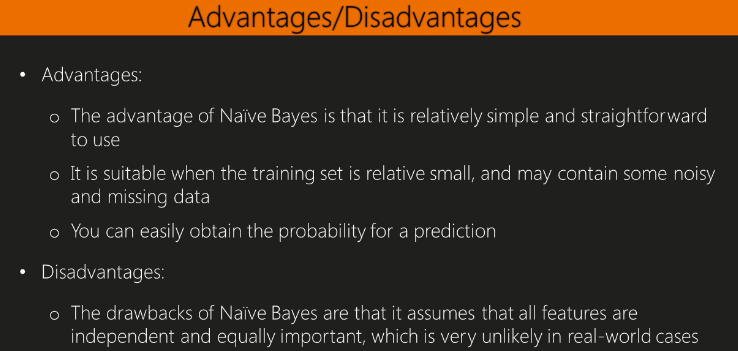 Advantages/Disadvantages
• Advantages:
o The advantage of Naïve Bayes is that it is relatively simple and straightforward
to use
o It is suitable when the training set is relative small, and may contain some noisy
and missing data
o You can easily obtain the probability for a prediction
• Disadvantages:
o The drawbacks of Naïve Bayes are that it assumes that all features are
independent and equally important, which is very unlikely in real-world cases